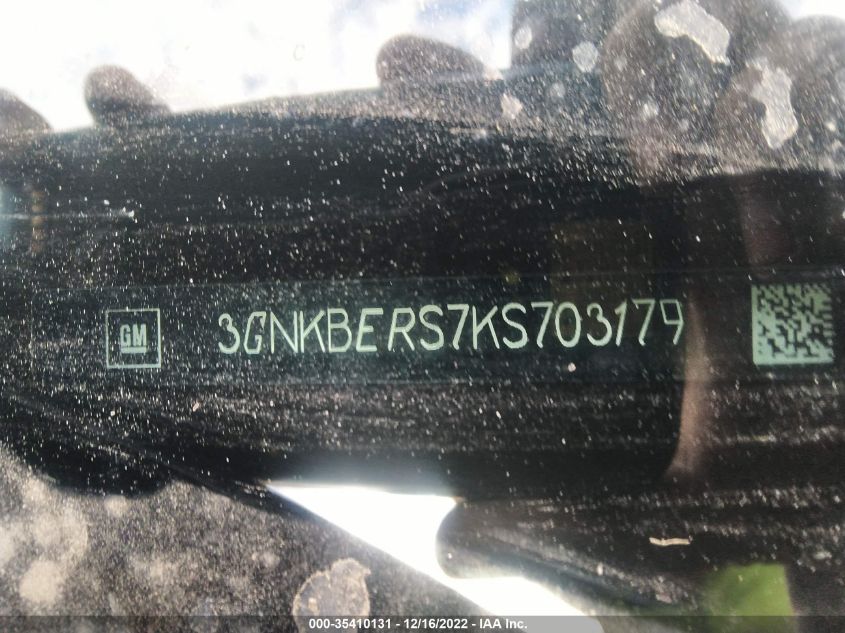 GM 3GNKBERS7KS703179
000-35410131 - 12/16/2022 - IAA Inc.